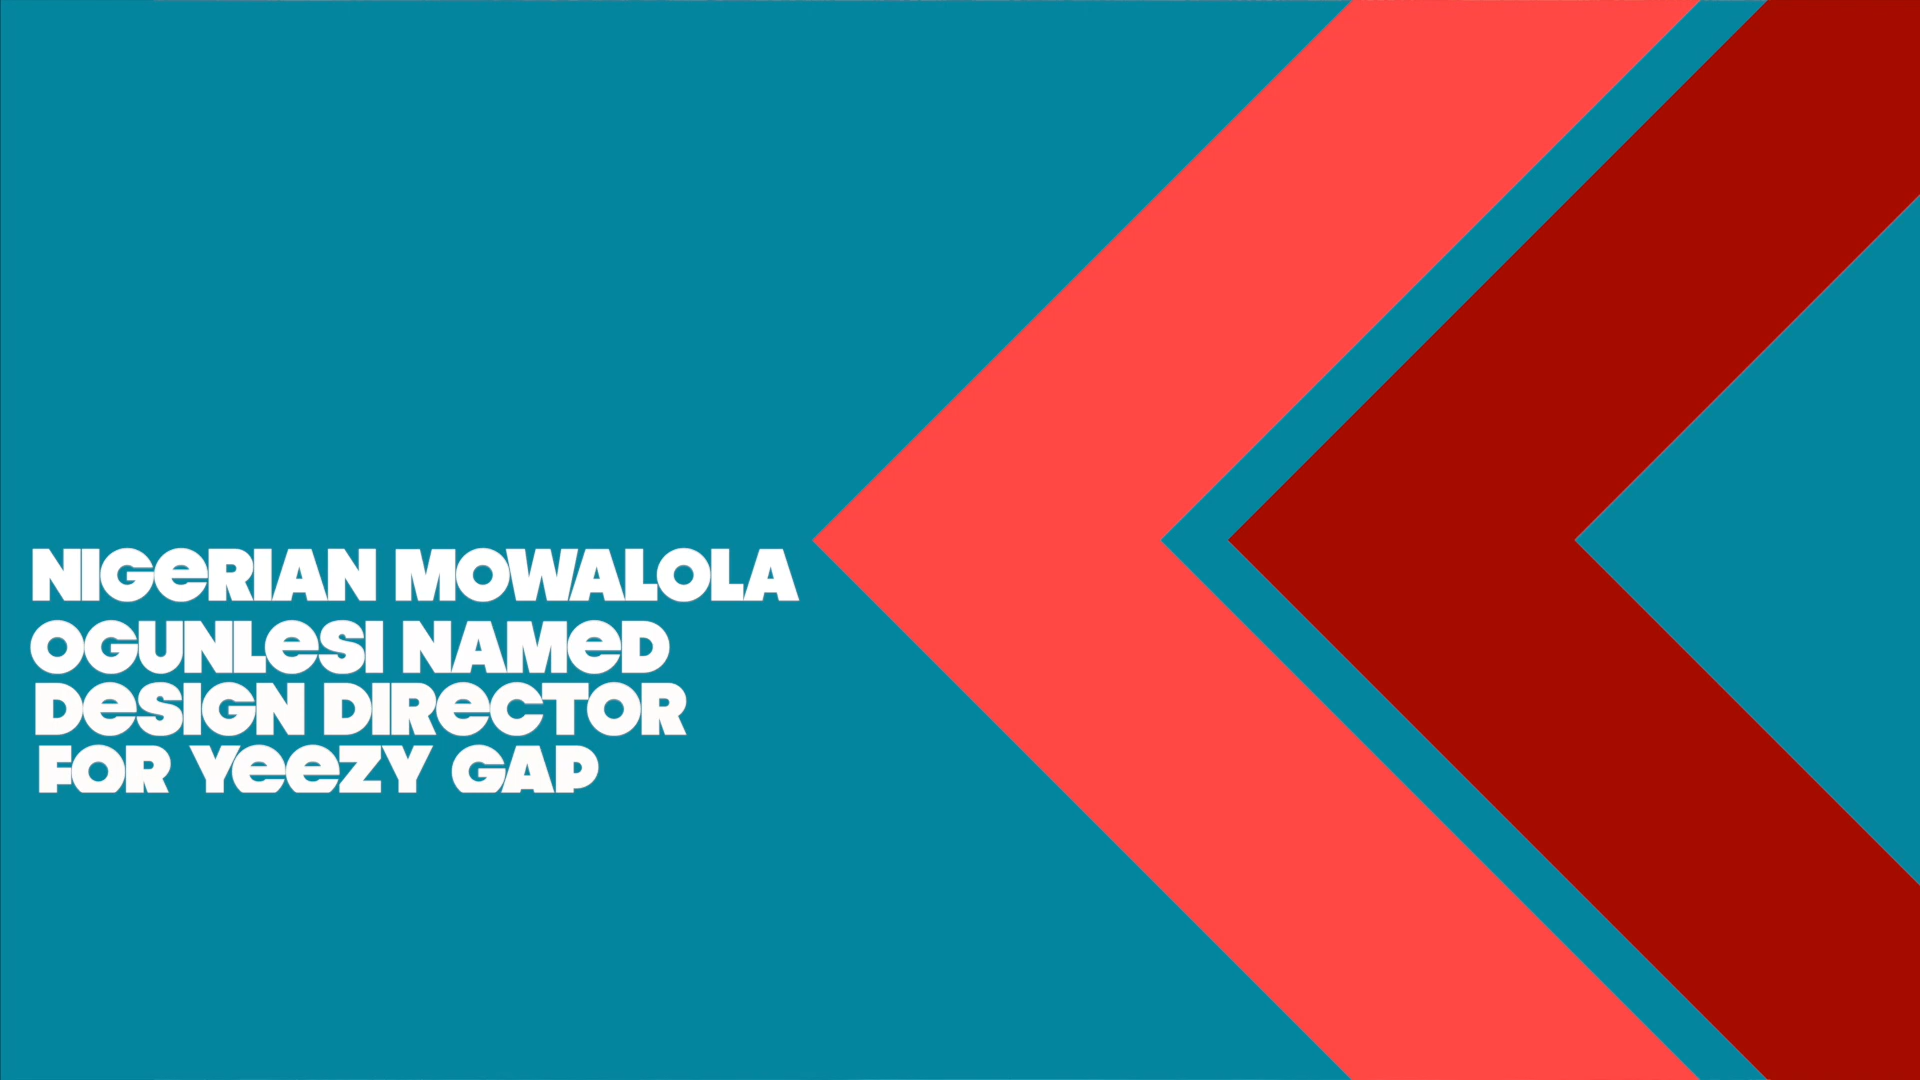 NIGeRIAN MOWALOLA
OGUNLeSI NAMeD
DeSIGN DIReCTOR
FOR YeeZY GAP